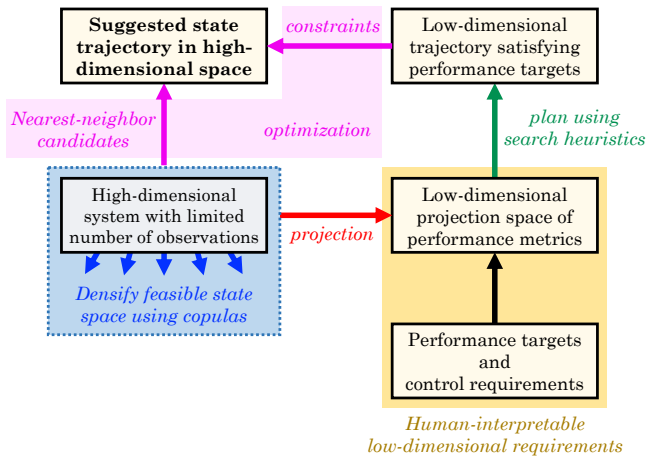 Suggested state
trajectory in high-
dimensional space
constraints
Low-dimensional
trajectory satisfying
performance targets
Nearest-neighbor
candidates
optimization
plan using
search heuristics
High-dimensional
system with limited
number of observations
projection
Low-dimensional
projection space of
performance metrics
Densify feasible state
space using copulas
Performance targets
and
control requirements
Human-interpretable
low-dimensional requirements